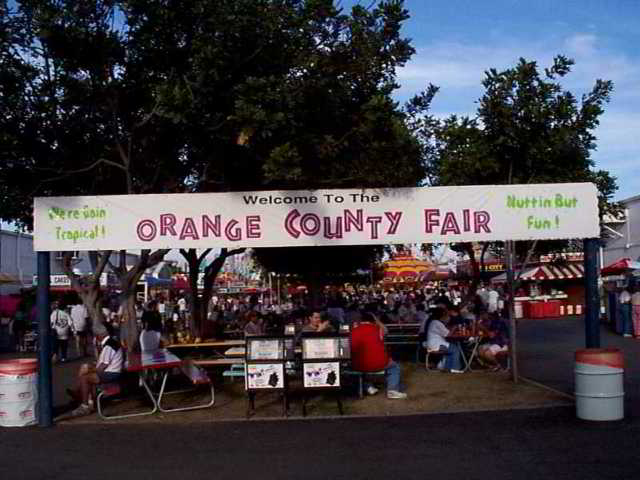 Welcome To The
We're Goin Tropical !
ORANGE COUNTY FAIR
Nuttin But
Fun !